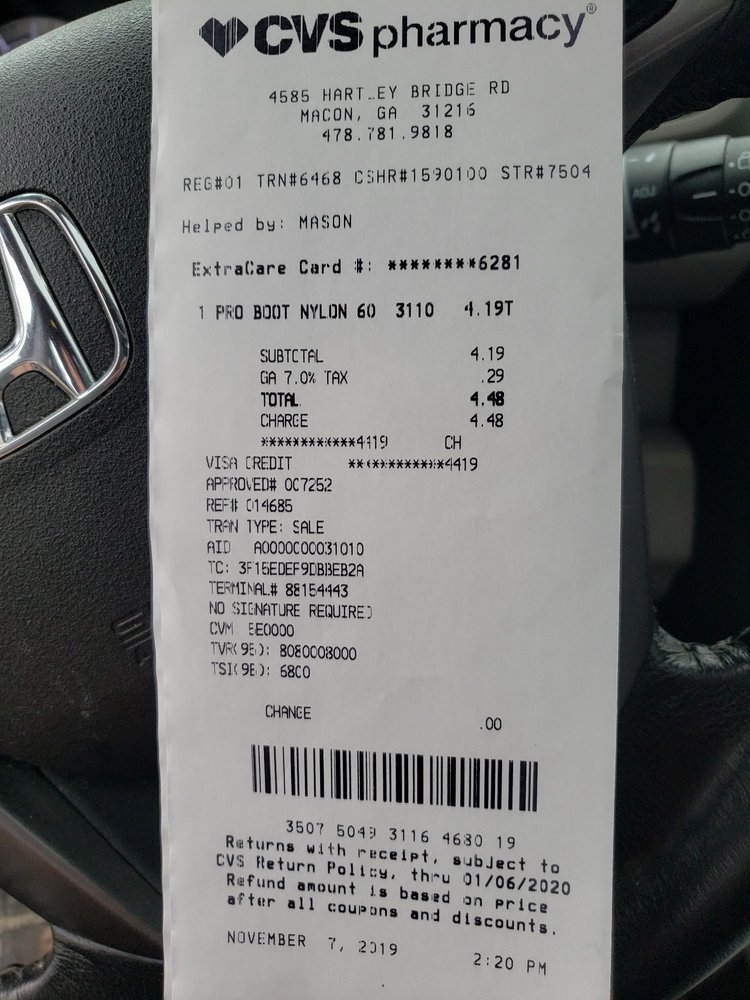 CVS pharmacy®
4585 HARTLEY BRIDGE RD
MACON, GA 31216
478.781.9818
REG#01 TRN#6468 CSHR#1590100 STR#7504
Helped by: MASON
ExtraCare Card #: ********6281
1 PRO BOOT NYLON 60 3110 4.19T
SUBTOTAL 4.19
GA 7.0% TAX .29
TOTAL 4.48
CHARGE 4.48
************4419 CH
VISA CREDIT ************4419
APPROVED# 0C7252
REF# 014685
TRAN TYPE: SALE
AID A0000000031010
TC: 3F15EDEF9DBBEB2A
TERMINAL# 88154443
NO SIGNATURE REQUIRED
CVM 5E0000
TVR(95): 8080008000
TSI(9B): 6800
CHANGE .00
3507 5049 3116 4680 19
Returns with receipt, subject to
CVS Return Policy, thru 01/06/2020
Refund amount is based on price
after all coupons and discounts.
NOVEMBER 7, 2019 2:20 PM
ADJ